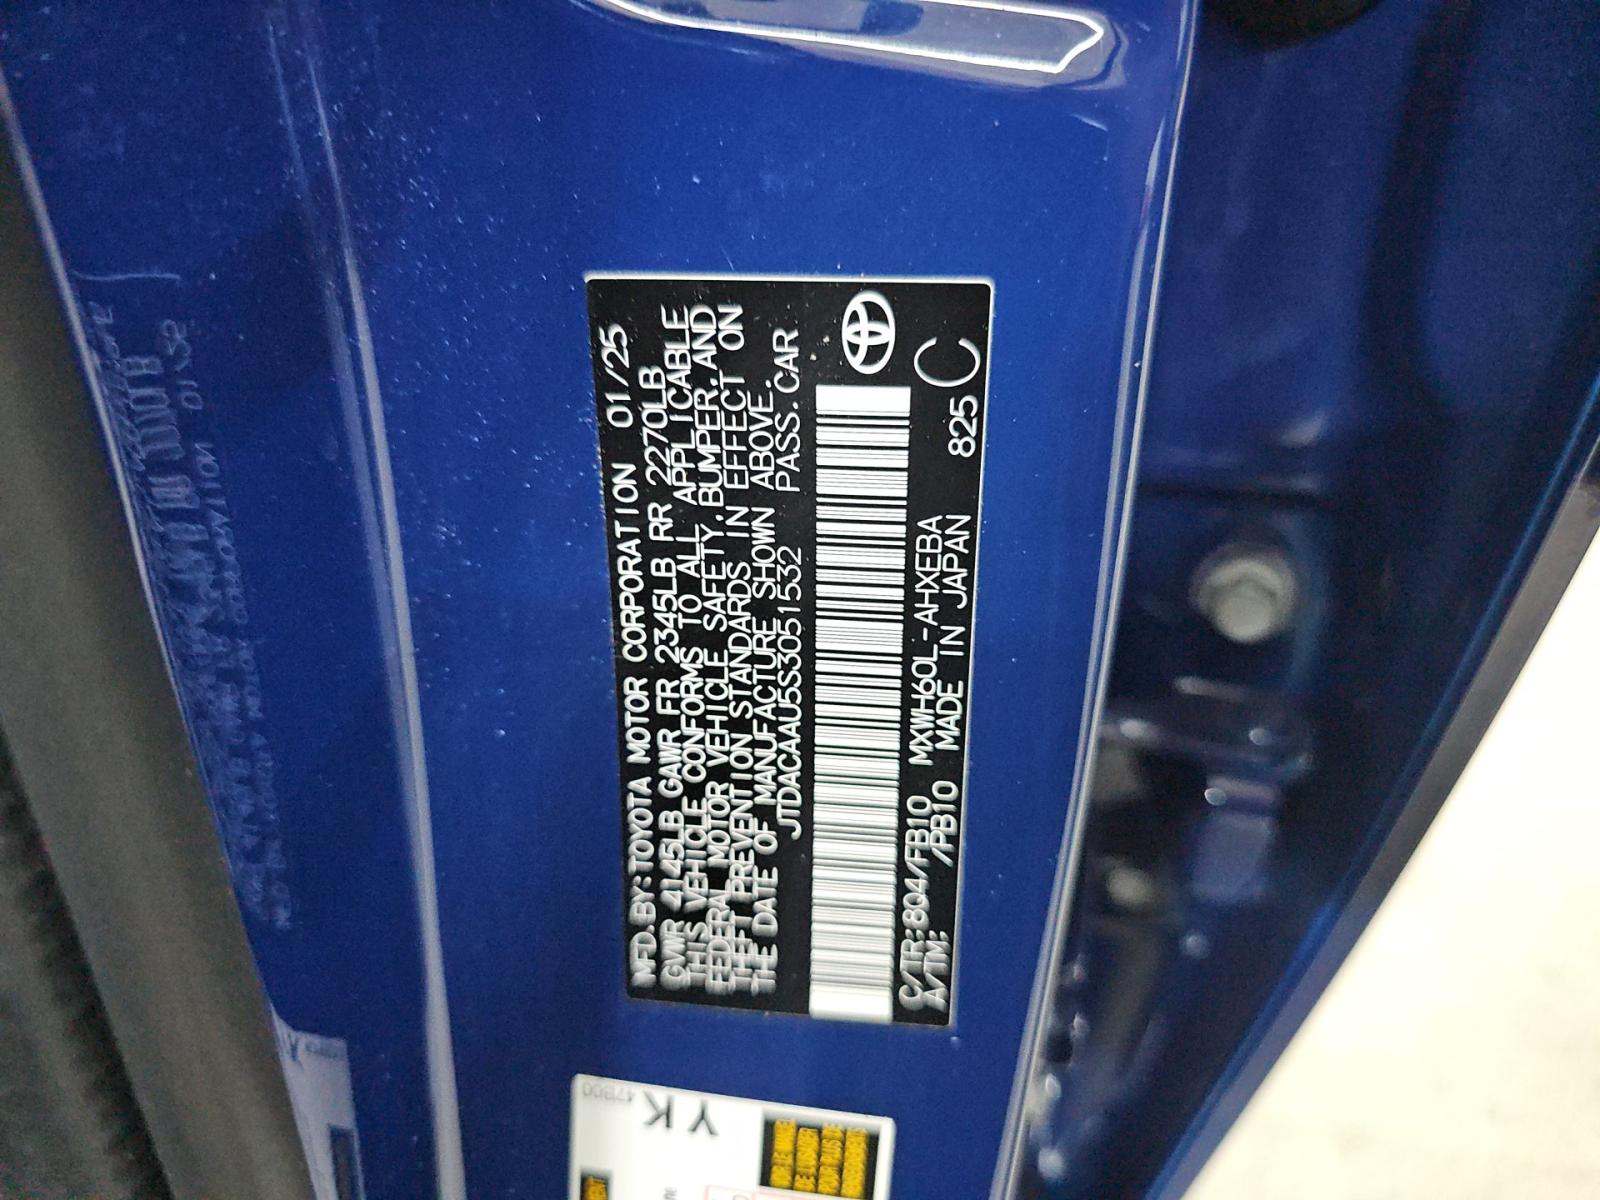 MFD.BY:TOYOTA MOTOR CORPORATION 01/25
GVWR 4145LB GAWR FR 2345LB RR 2270LB
THIS VEHICLE CONFORMS TO ALL APPLICABLE
FEDERAL MOTOR VEHICLE SAFETY,BUMPER,AND
THEFT PREVENTION STANDARDS IN EFFECT ON
THE DATE OF MANUFACTURE SHOWN ABOVE.
JTDACAAU5S3051532 PASS.CAR
C/TR:8Q4/FB10 MXWH60L-AHXEBA 825 C
A/TM: /PB10 MADE IN JAPAN
YK